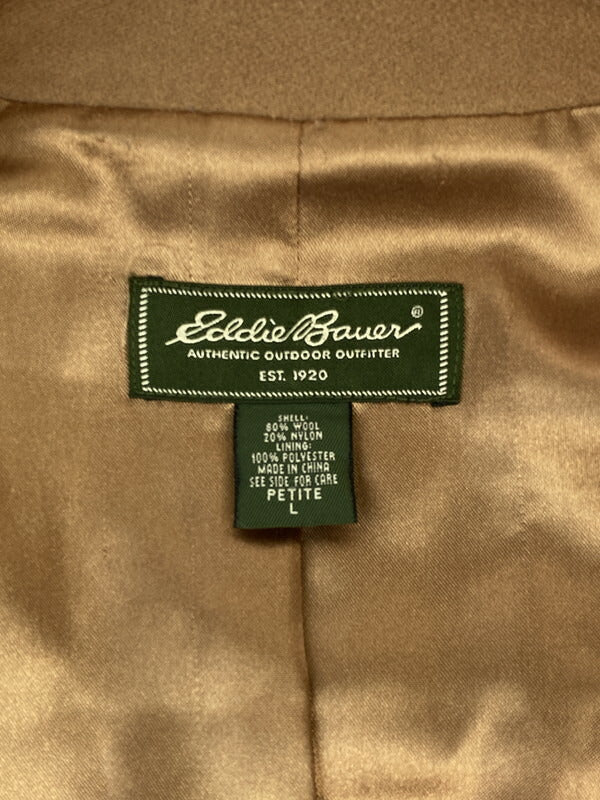 Eddie Bauer®
AUTHENTIC OUTDOOR OUTFITTER
EST. 1920
SHELL:
80% WOOL
20% NYLON
LINING:
100% POLYESTER
MADE IN CHINA
SEE SIDE FOR CARE
PETITE
L